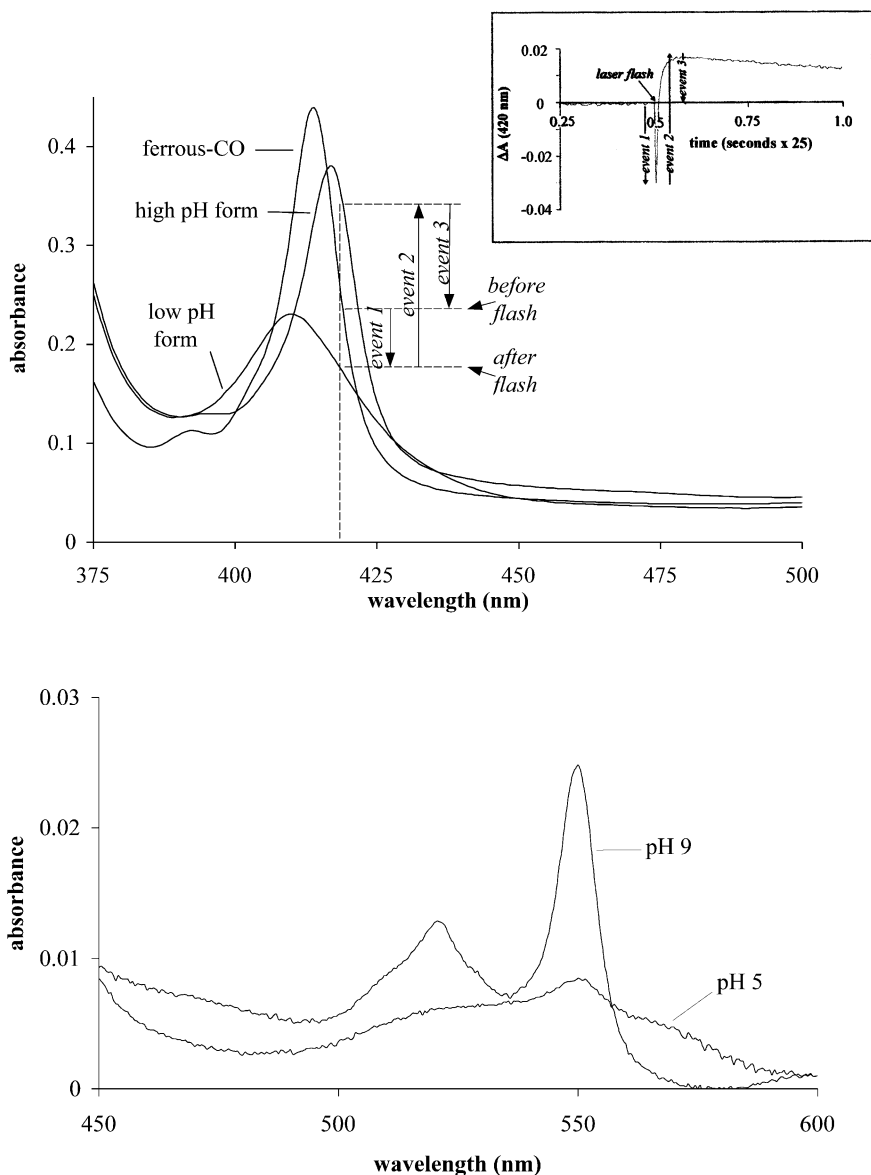 0.02
0
-0.02
-0.04
ΔA (420 nm)
laser flash
0.25
0.5
0.75
1.0
time (seconds x 25)
event 1
event 2
event 3
0.4
0.3
0.2
0.1
0
absorbance
ferrous-CO
high pH form
low pH
form
event 1
event 2
event 3
before
flash
after
flash
375
400
425
450
475
500
wavelength (nm)
0.03
0.02
0.01
0
absorbance
pH 9
pH 5
450
500
550
600
wavelength (nm)